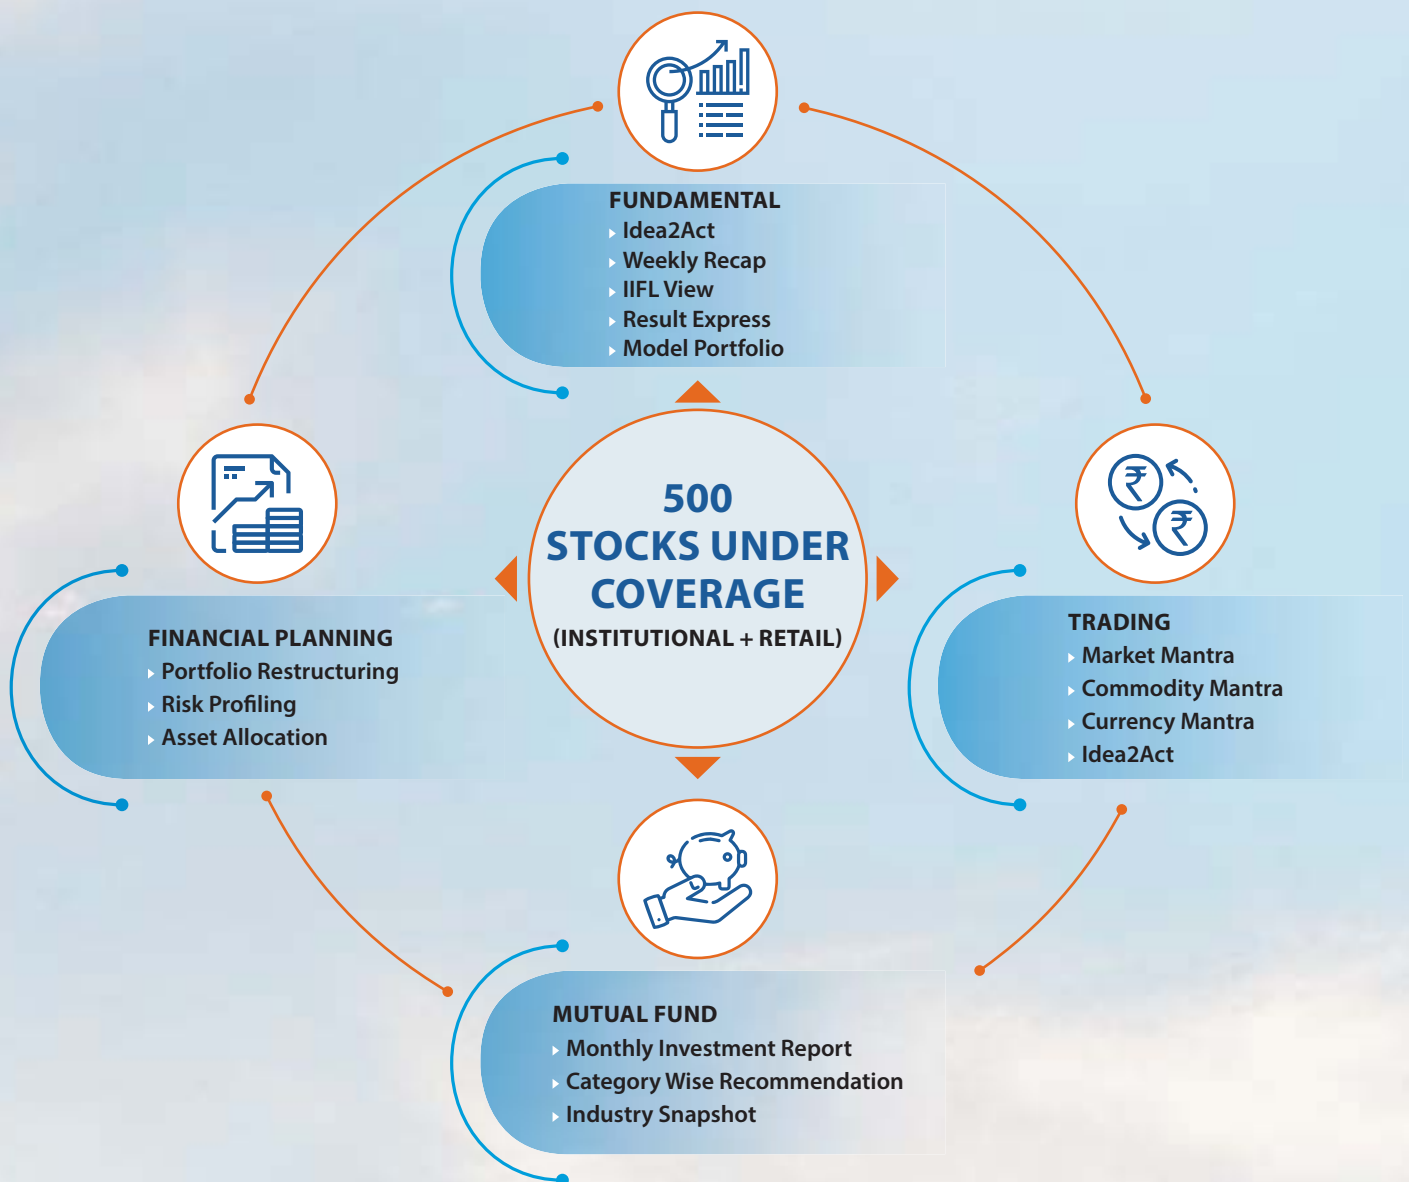 FUNDAMENTAL
Idea2Act
Weekly Recap
IIFL View
Result Express
Model Portfolio
500
STOCKS UNDER
COVERAGE
(INSTITUTIONAL + RETAIL)
FINANCIAL PLANNING
Portfolio Restructuring
Risk Profiling
Asset Allocation
₹
₹
TRADING
Market Mantra
Commodity Mantra
Currency Mantra
Idea2Act
MUTUAL FUND
Monthly Investment Report
Category Wise Recommendation
Industry Snapshot